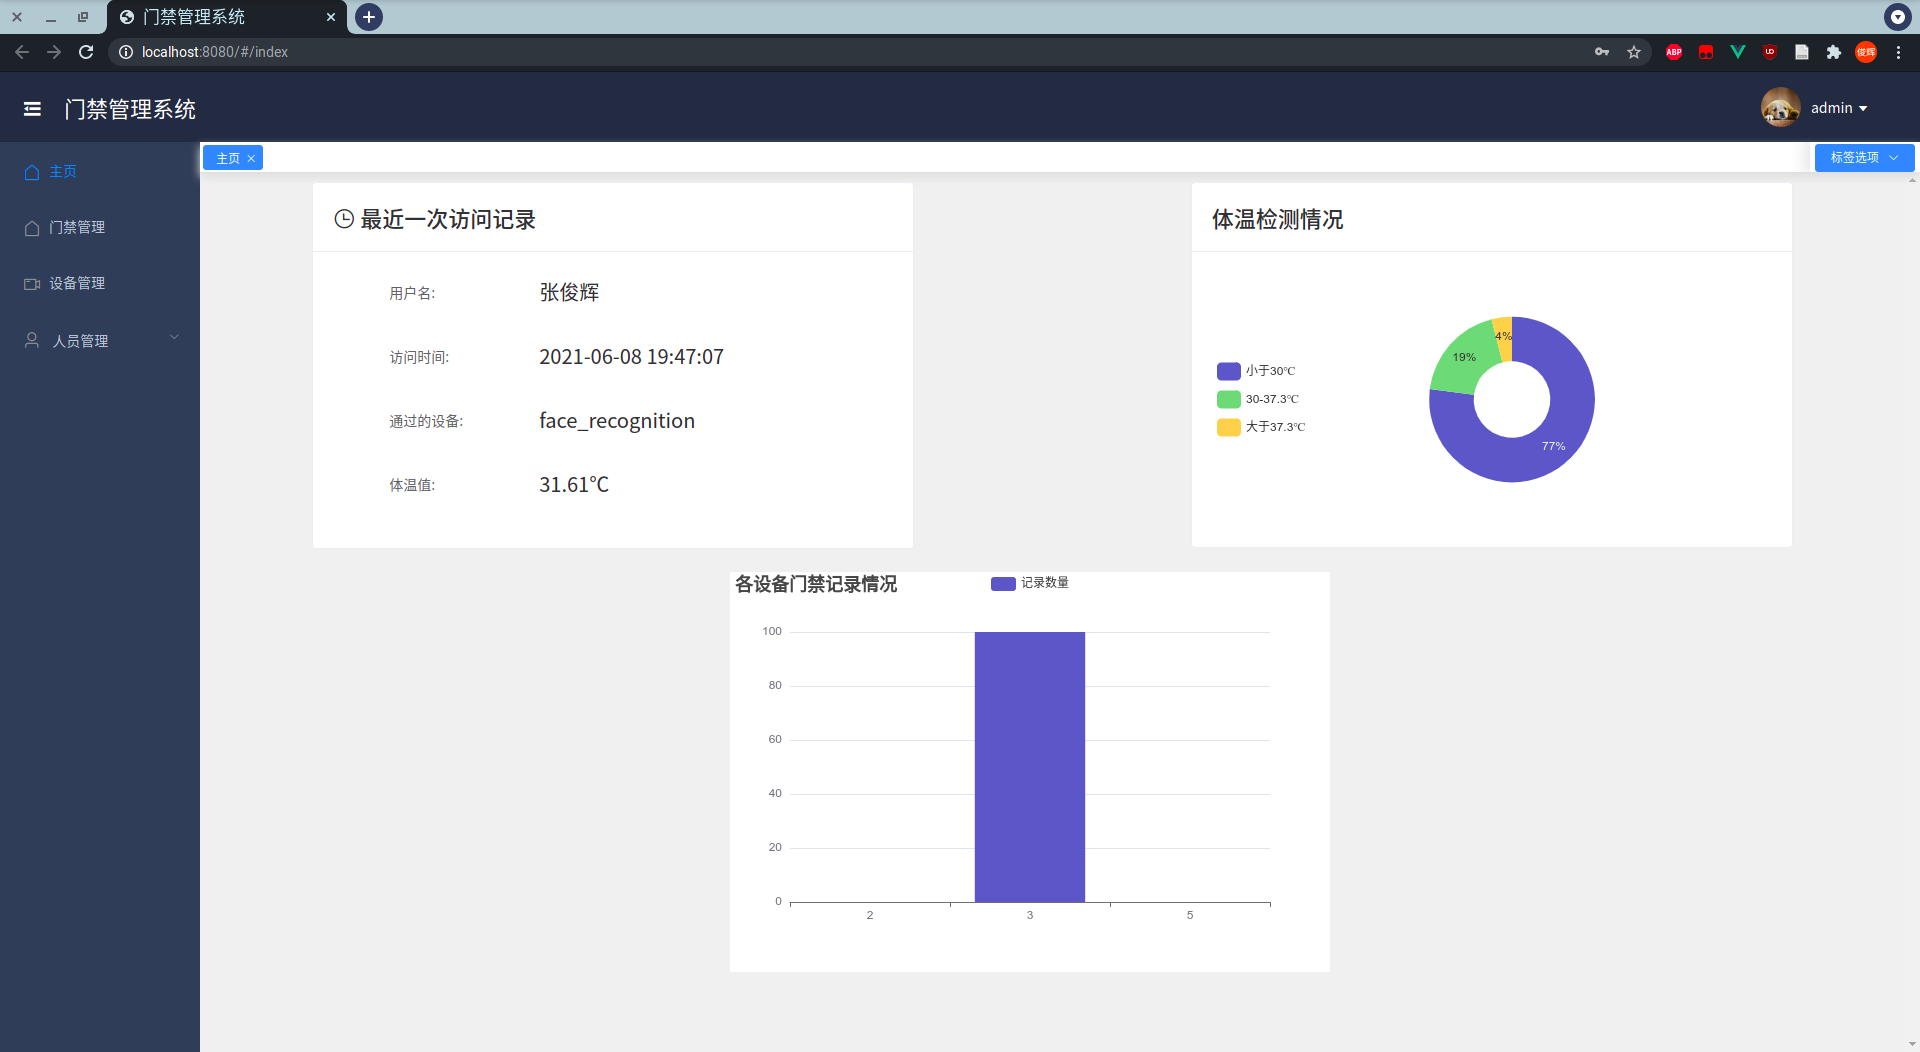 门禁管理系统
localhost:8080/#/index
ABP
UD
俊辉
门禁管理系统
admin
主页
门禁管理
设备管理
人员管理
主页
标签选项
最近一次访问记录
用户名: 张俊辉
访问时间: 2021-06-08 19:47:07
通过的设备: face_recognition
体温值: 31.61℃
体温检测情况
小于30℃
30-37.3℃
大于37.3℃
4%
19%
77%
各设备门禁记录情况
记录数量
100
80
60
40
20
0
2 3 5